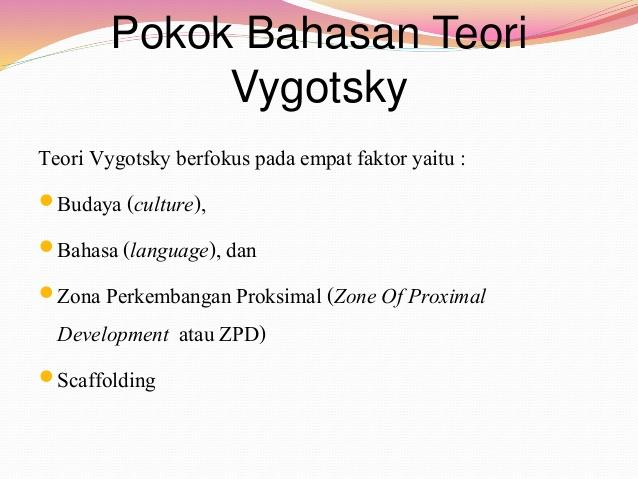 Pokok Bahasan Teori
Vygotsky
Teori Vygotsky berfokus pada empat faktor yaitu :
Budaya (culture),
Bahasa (language), dan
Zona Perkembangan Proksimal (Zone Of Proximal
Development atau ZPD)
Scaffolding